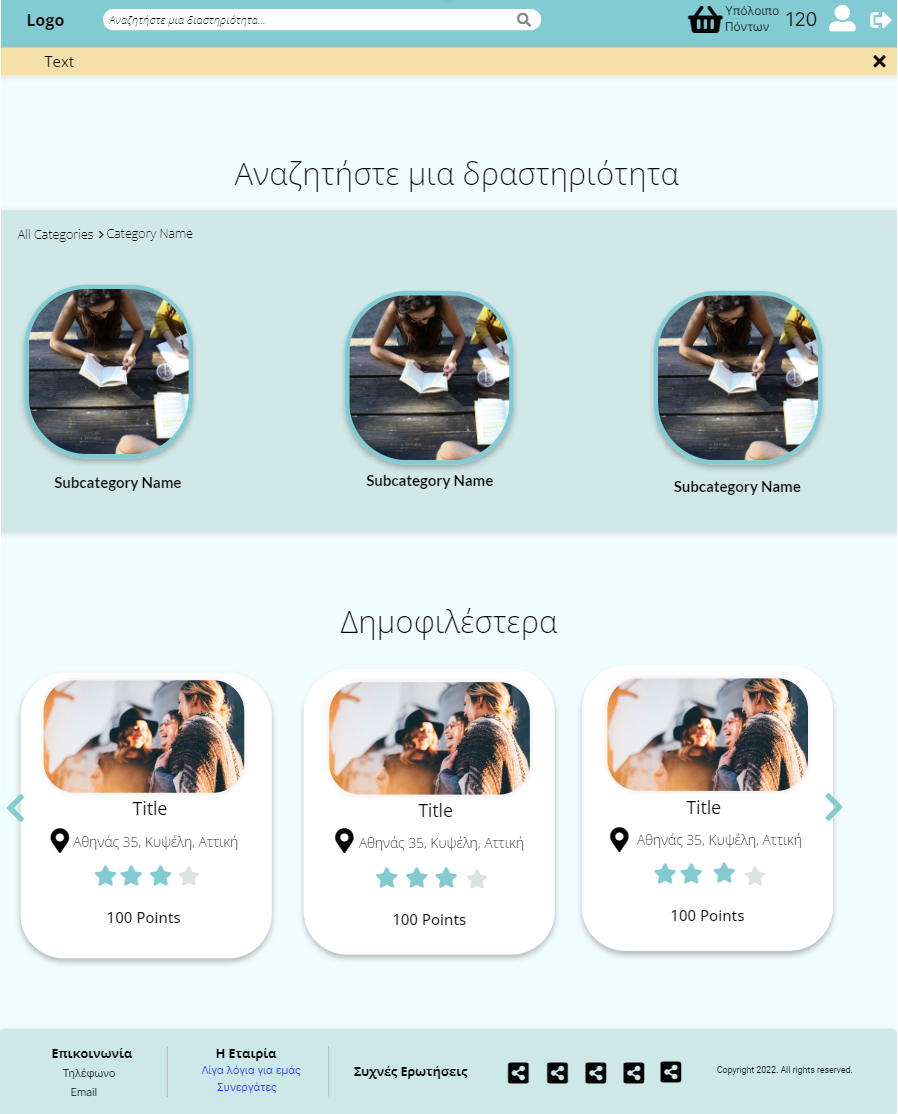 Logo
Αναζητήστε μια διαστηριότητα...
Υπόλοιπο
Πόντων
120
Text
Αναζητήστε μια δραστηριότητα
All Categories > Category Name
Subcategory Name
Subcategory Name
Subcategory Name
Δημοφιλέστερα
Title
Αθηνάς 35, Κυψέλη, Αττική
100 Points
Title
Αθηνάς 35, Κυψέλη, Αττική
100 Points
Title
Αθηνάς 35, Κυψέλη, Αττική
100 Points
Επικοινωνία
Τηλέφωνο
Email
Η Εταιρία
Λίγα λόγια για εμάς
Συνεργάτες
Συχνές Ερωτήσεις
Copyright 2022. All rights reserved.